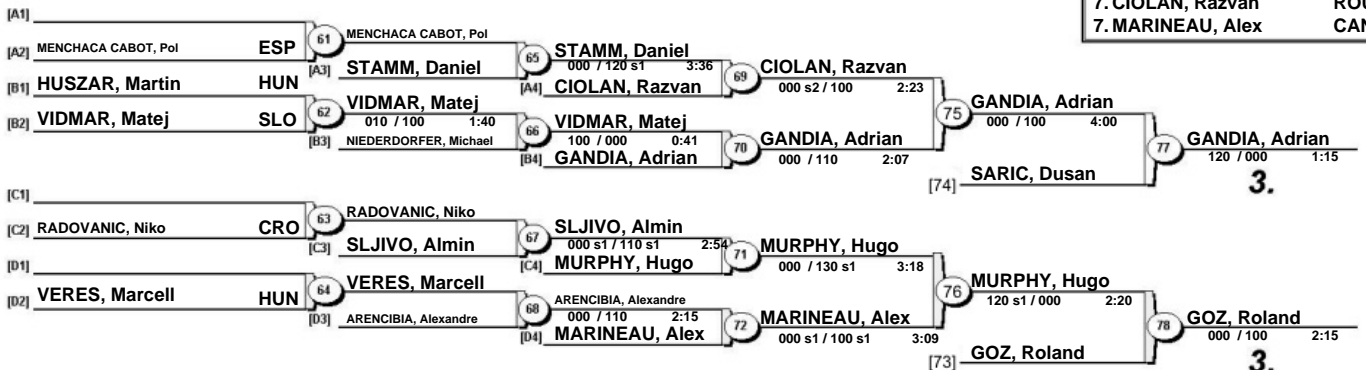 7. CIOLAN, Razvan ROU
7. MARINEAU, Alex CAN
[A1]
[A2] MENCHACA CABOT, Pol ESP
[B1] HUSZAR, Martin HUN
[B2] VIDMAR, Matej SLO
[C1]
[C2] RADOVANIC, Niko CRO
[D1]
[D2] VERES, Marcell HUN
61 MENCHACA CABOT, Pol
[A3] STAMM, Daniel
62 VIDMAR, Matej
010 / 100 1:40
[B3] NIEDERDORFER, Michael
63 RADOVANIC, Niko
[C3] SLJIVO, Almin
64 VERES, Marcell
[D3] ARENCIBIA, Alexandre
65 STAMM, Daniel
000 / 120 s1 3:36
[A4] CIOLAN, Razvan
66 VIDMAR, Matej
100 / 000 0:41
[B4] GANDIA, Adrian
67 SLJIVO, Almin
000 s1 / 110 s1 2:54
[C4] MURPHY, Hugo
68 ARENCIBIA, Alexandre
000 / 110 2:15
[D4] MARINEAU, Alex
69 CIOLAN, Razvan
000 s2 / 100 2:23
70 GANDIA, Adrian
000 / 110 2:07
71 MURPHY, Hugo
000 / 130 s1 3:18
72 MARINEAU, Alex
000 s1 / 100 s1 3:09
75 GANDIA, Adrian
000 / 100 4:00
[74] SARIC, Dusan
76 MURPHY, Hugo
120 s1 / 000 2:20
[73] GOZ, Roland
77 GANDIA, Adrian
120 / 000 1:15
3.
78 GOZ, Roland
000 / 100 2:15
3.